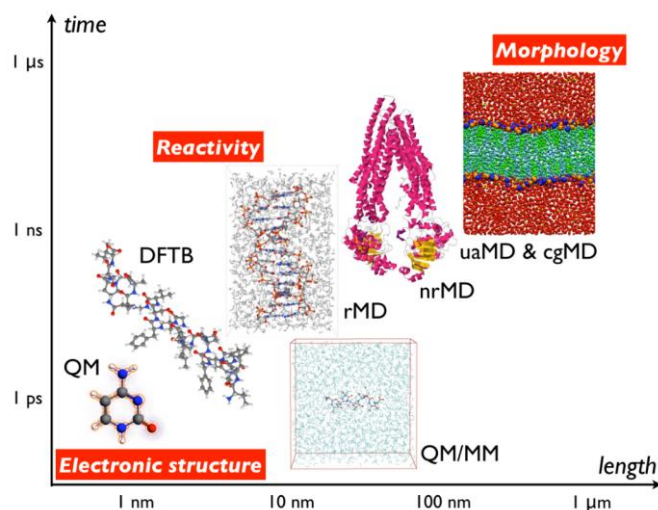 time
1 μs
Morphology
Reactivity
1 ns
DFTB
uaMD & cgMD
nrMD
rMD
QM
1 ps
QM/MM
Electronic structure
length
1 nm
10 nm
100 nm
1 μm